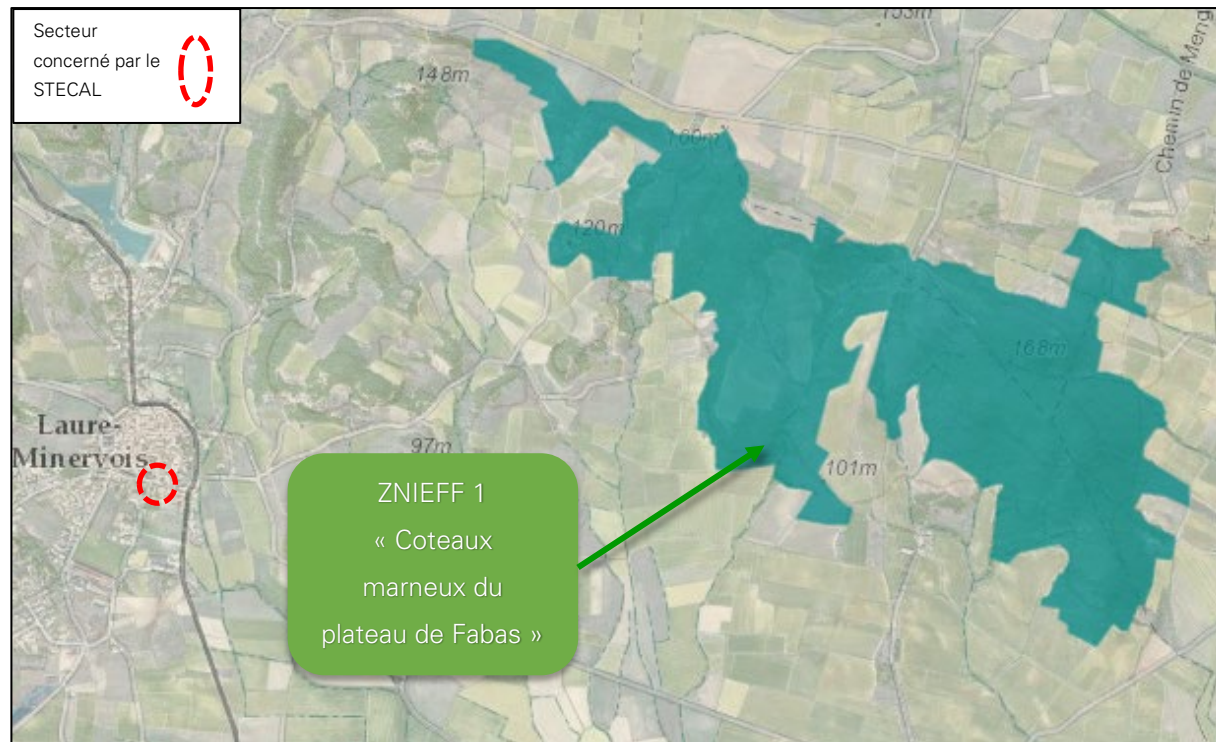 Secteur
concerné par le
STECAL
153m
148m
Chemin de Meng
160m
120m
168m
Laure-
Minervois
97m
101m
ZNIEFF 1
« Coteaux
marneux du
plateau de Fabas »